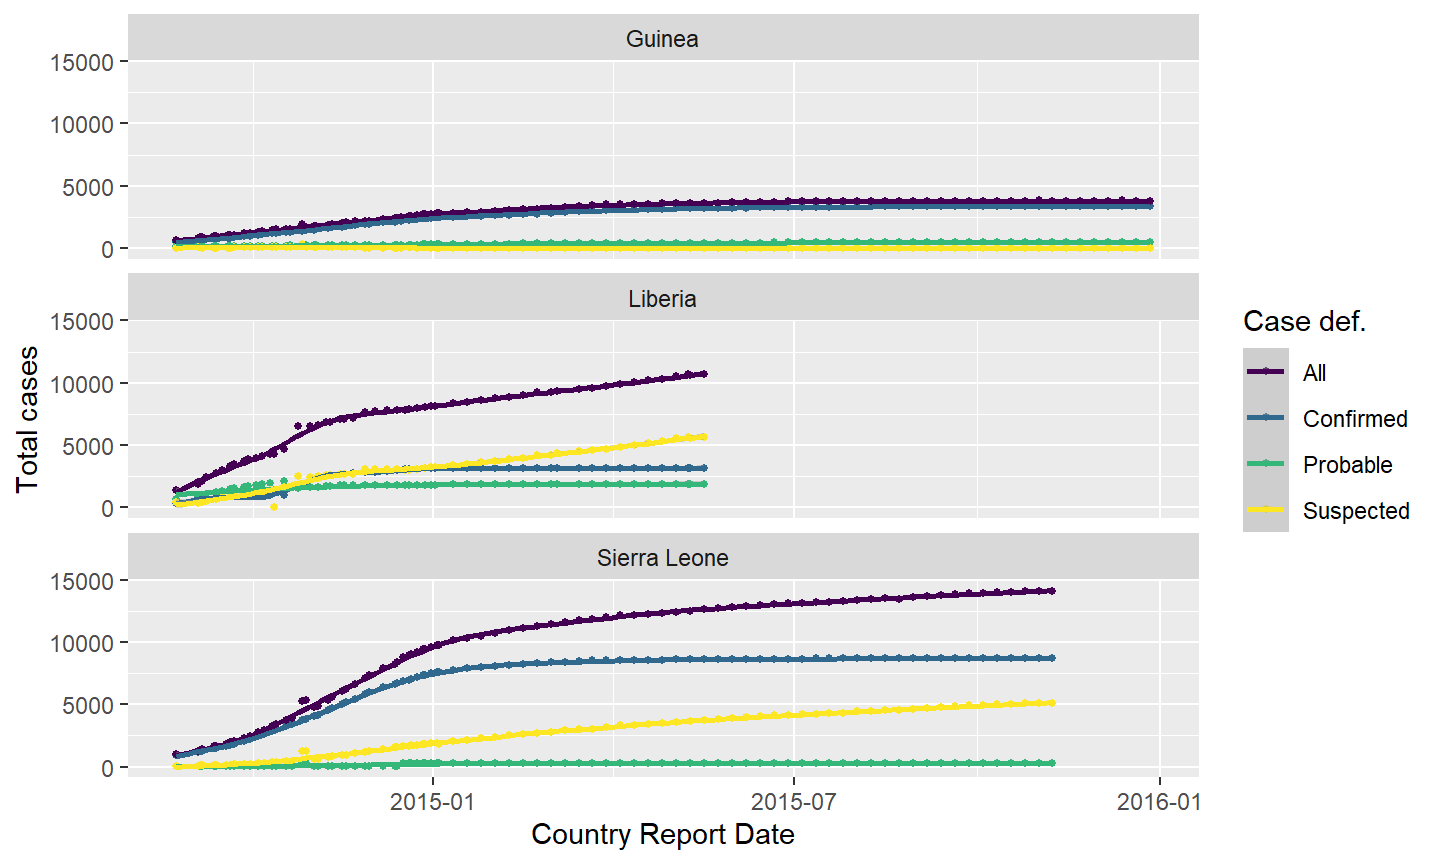 Guinea
15000
10000
5000
0
Liberia
15000
10000
5000
0
Sierra Leone
15000
10000
5000
0
2015-01
2015-07
2016-01
Country Report Date
Total cases
Case def.
All
Confirmed
Probable
Suspected